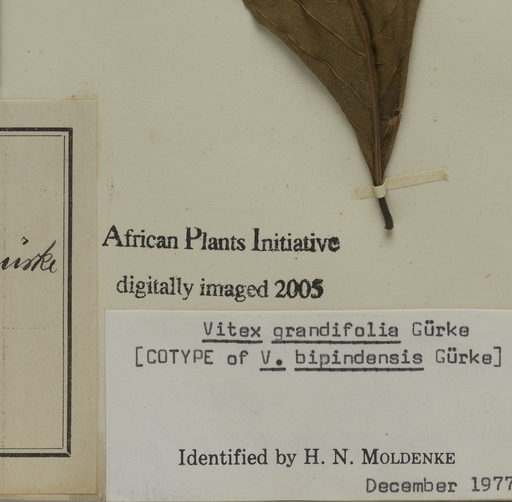 African Plants Initiative
digitally imaged 2005
Vitex grandifolia Gürke
[COTYPE of V. bipindensis Gürke]
Identified by H. N. MOLDENKE
December 1977